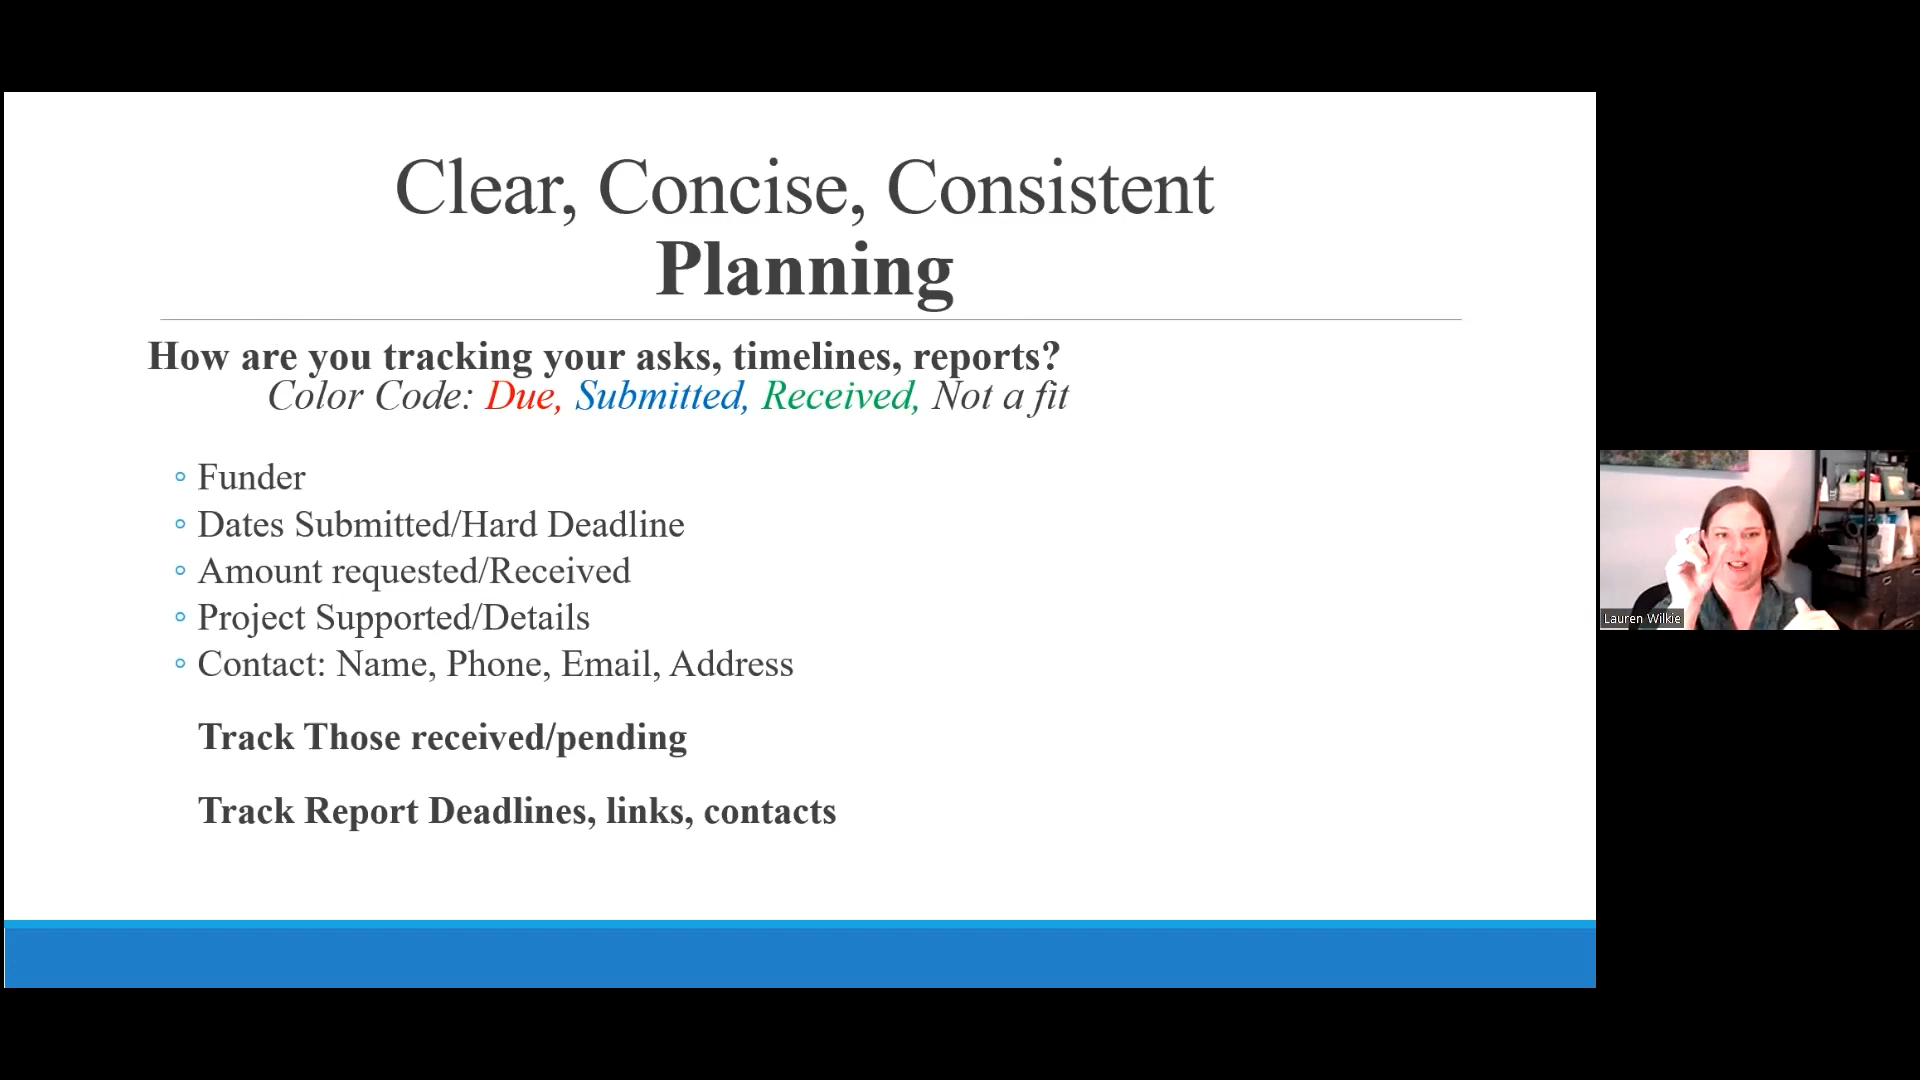 Clear, Concise, Consistent
Planning
How are you tracking your asks, timelines, reports?
Color Code: Due, Submitted, Received, Not a fit
◦ Funder
◦ Dates Submitted/Hard Deadline
◦ Amount requested/Received
◦ Project Supported/Details
◦ Contact: Name, Phone, Email, Address
Track Those received/pending
Track Report Deadlines, links, contacts
Lauren Wilkie